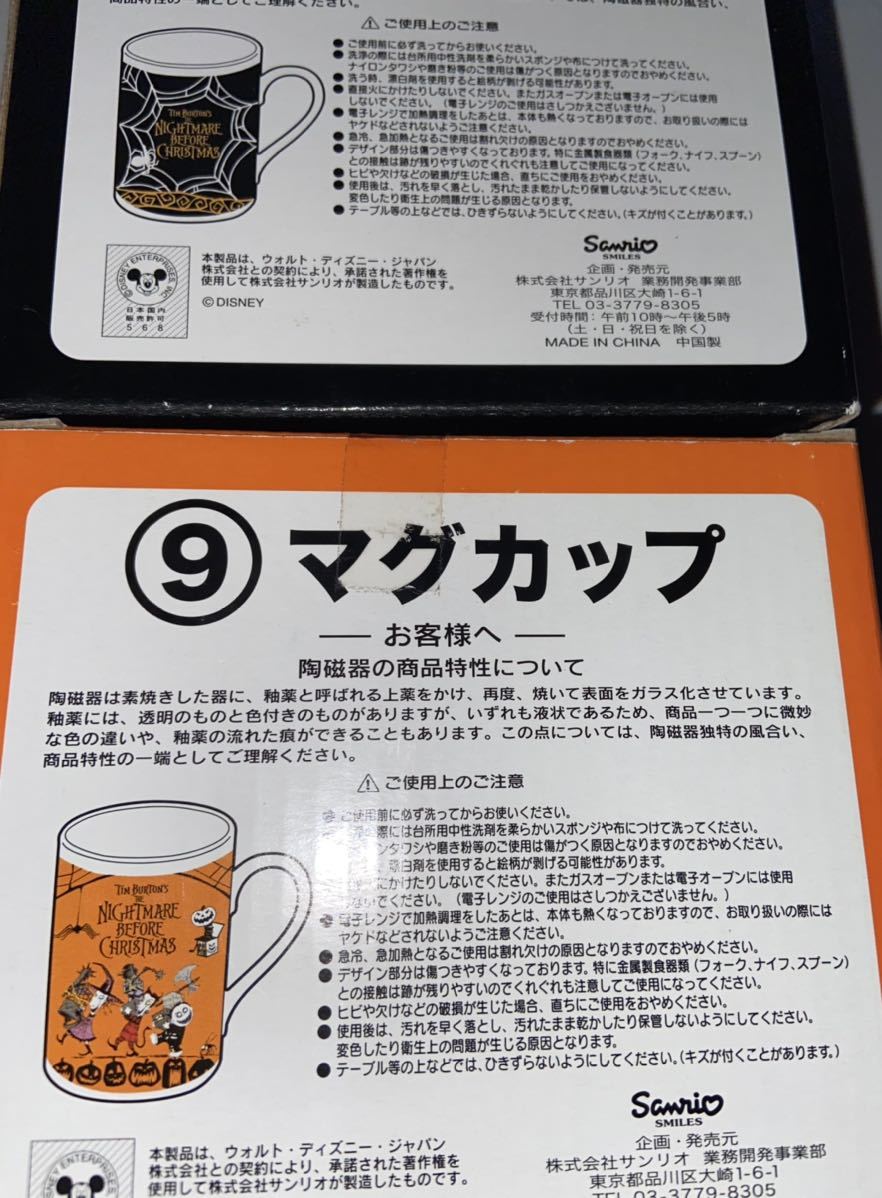 商品特性の一端としてご理解ください。
⚠ご使用上のご注意
●ご使用前に必ず洗ってからお使いください。
●洗浄の際には台所用中性洗剤を柔らかいスポンジや布につけて洗ってください。
ナイロンタワシや磨き粉等のご使用は傷がつく原因となりますのでおやめください。
●洗う時、漂白剤を使用すると絵柄が剥げる可能性があります。
●直接火にかけたりしないでください。またガスオーブンまたは電子オーブンには使用
しないでください。（電子レンジのご使用はさしつかえございません。）
●電子レンジで加熱調理をしたあとは、本体も熱くなっておりますので、お取り扱いの際には
ヤケドなどされないようご注意ください。
●急冷、急加熱となるご使用は割れ欠けの原因となりますのでおやめください。
●デザイン部分は傷つきやすくなっております。特に金属製食器類（フォーク、ナイフ、スプーン）
との接触は跡が残りやすいのでくれぐれも注意してご使用になってください。
●ヒビや欠けなどの破損が生じた場合、直ちにご使用をおやめください。
●使用後は、汚れを早く落とし、汚れたまま乾かしたり保管しないようにしてください。
変色したり衛生上の問題が生じる原因となります。
●テーブル等の上などでは、ひきずらないようにしてください。（キズが付くことがあります。）
TIM BURTON'S
THE
NIGHTMARE
BEFORE
CHRISTMAS
©DISNEY ENTERPRISES, INC.
日本国内
販売許可
568
本製品は、ウォルト・ディズニー・ジャパン
株式会社との契約により、承諾された著作権を
使用して株式会社サンリオが製造したものです。
©DISNEY
Sanrio
SMILES
企画・発売元
株式会社サンリオ 業務開発事業部
東京都品川区大崎1-6-1
TEL 03-3779-8305
受付時間：午前10時～午後5時
（土・日・祝日を除く）
MADE IN CHINA 中国製
⑨マグカップ
― お客様へ ―
陶磁器の商品特性について
陶磁器は素焼きした器に、釉薬と呼ばれる上薬をかけ、再度、焼いて表面をガラス化させています。
釉薬には、透明のものと色付きのものがありますが、いずれも液状であるため、商品一つ一つに微妙
な色の違いや、釉薬の流れた痕ができることもあります。この点については、陶磁器独特の風合い、
商品特性の一端としてご理解ください。
⚠ご使用上のご注意
●ご使用前に必ず洗ってからお使いください。
際には台所用中性洗剤を柔らかいスポンジや布につけて洗ってください。
ンタワシや磨き粉等のご使用は傷がつく原因となりますのでおやめください。
、漂白剤を使用すると絵柄が剥げる可能性があります。
にかけたりしないでください。またガスオーブンまたは電子オーブンには使用
ないでください。（電子レンジのご使用はさしつかえございません。）
●電子レンジで加熱調理をしたあとは、本体も熱くなっておりますので、お取り扱いの際には
ヤケドなどされないようご注意ください。
●急冷、急加熱となるご使用は割れ欠けの原因となりますのでおやめください。
●デザイン部分は傷つきやすくなっております。特に金属製食器類（フォーク、ナイフ、スプーン）
との接触は跡が残りやすいのでくれぐれも注意してご使用になってください。
●ヒビや欠けなどの破損が生じた場合、直ちにご使用をおやめください。
●使用後は、汚れを早く落とし、汚れたまま乾かしたり保管しないようにしてください。
変色したり衛生上の問題が生じる原因となります。
●テーブル等の上などでは、ひきずらないようにしてください。（キズが付くことがあります。）
TIM BURTON'S
THE
NIGHTMARE
BEFORE
CHRISTMAS
ENTERPRISES
本製品は、ウォルト・ディズニー・ジャパン
株式会社との契約により、承諾された著作権を
使用して株式会社サンリオが製造したものです。
Sanrio
SMILES
企画・発売元
株式会社サンリオ 業務開発事業部
東京都品川区大崎1-6-1
TEL 03-3779-8305